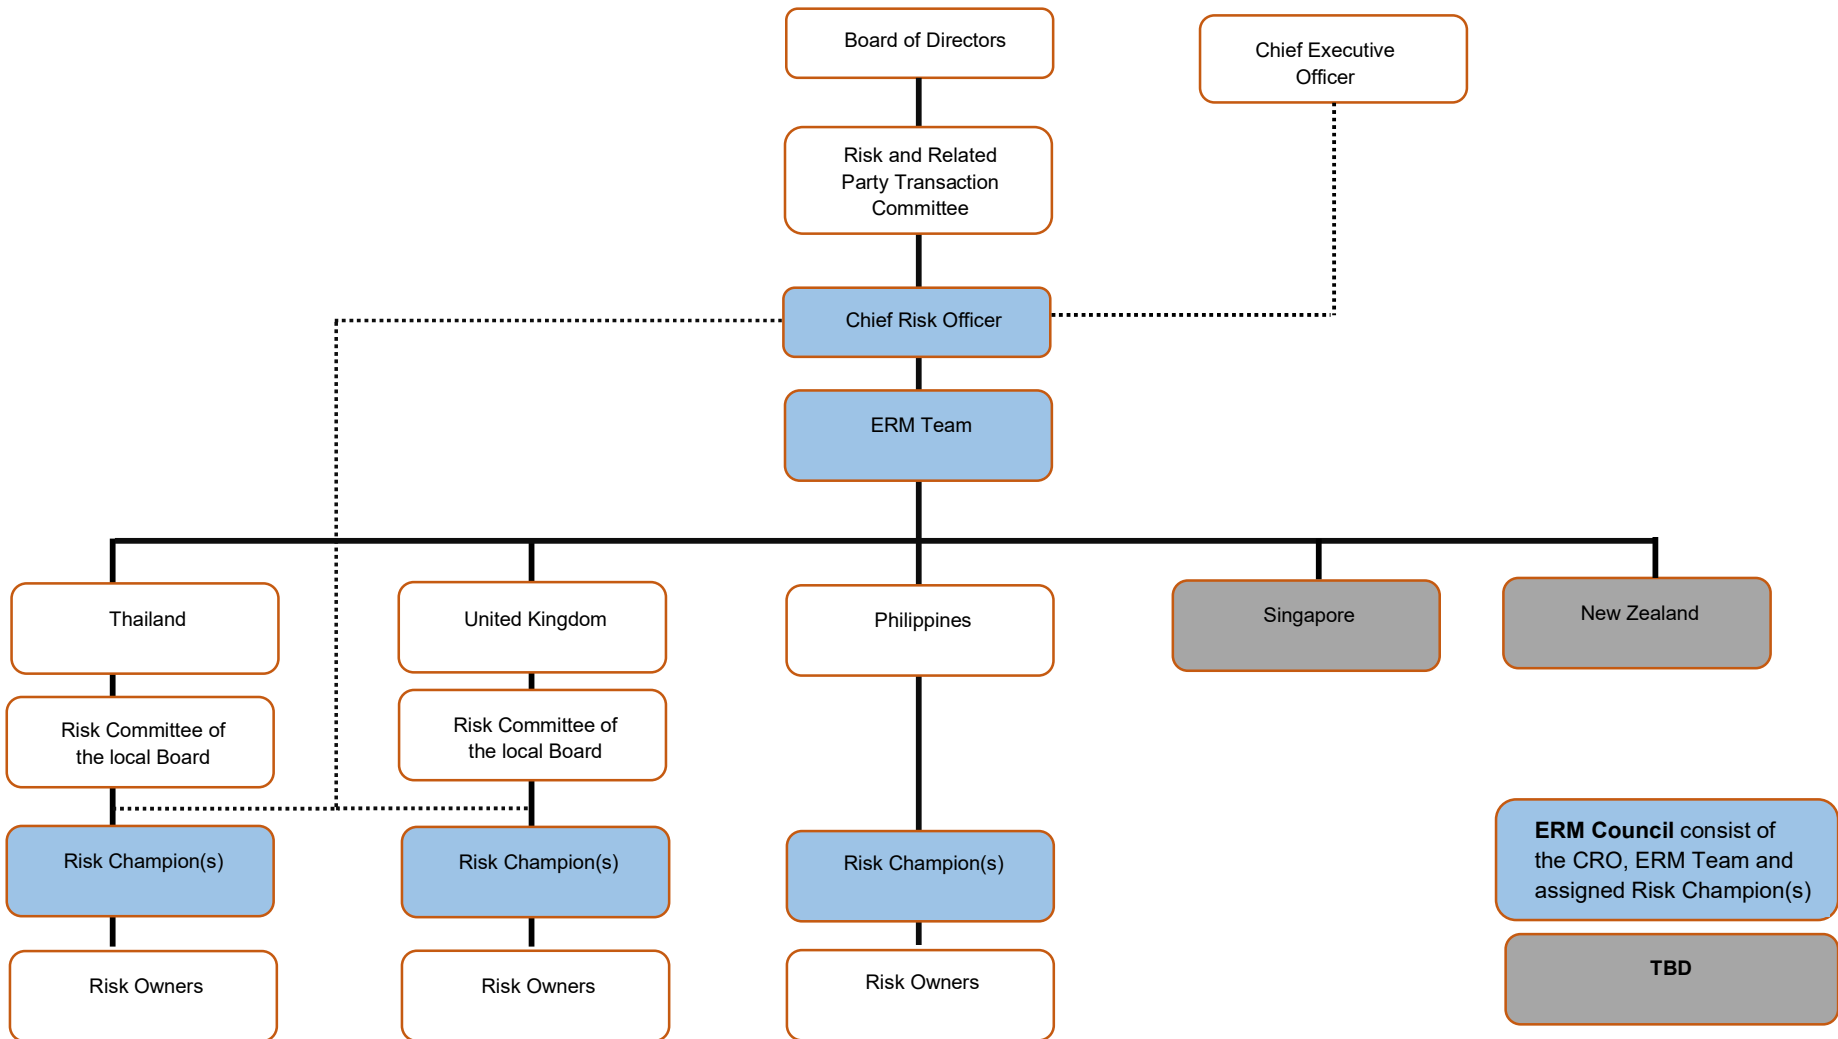 Board of Directors
Chief Executive
Officer
Risk and Related
Party Transaction
Committee
Chief Risk Officer
ERM Team
Thailand
United Kingdom
Philippines
Singapore
New Zealand
Risk Committee of
the local Board
Risk Committee of
the local Board
Risk Champion(s)
Risk Champion(s)
Risk Champion(s)
Risk Owners
Risk Owners
Risk Owners
ERM Council consist of
the CRO, ERM Team and
assigned Risk Champion(s)
TBD